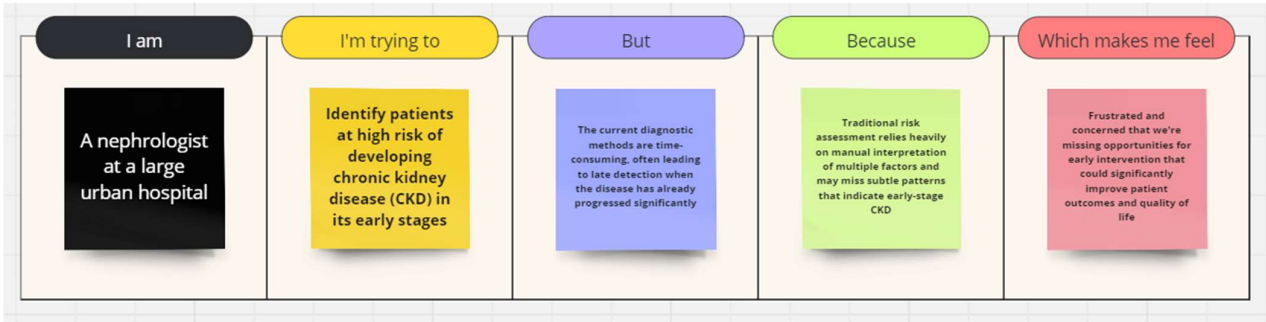 I am
I'm trying to
But
Because
Which makes me feel
A nephrologist
at a large
urban hospital
Identify patients
at high risk of
developing
chronic kidney
disease (CKD) in
its early stages
The current diagnostic
methods are time-
consuming, often leading
to late detection when
the disease has already
progressed significantly
Traditional risk
assessment relies heavily
on manual interpretation
of multiple factors and
may miss subtle patterns
that indicate early-stage
CKD
Frustrated and
concerned that we're
missing opportunities for
early intervention that
could significantly
improve patient
outcomes and quality of
life